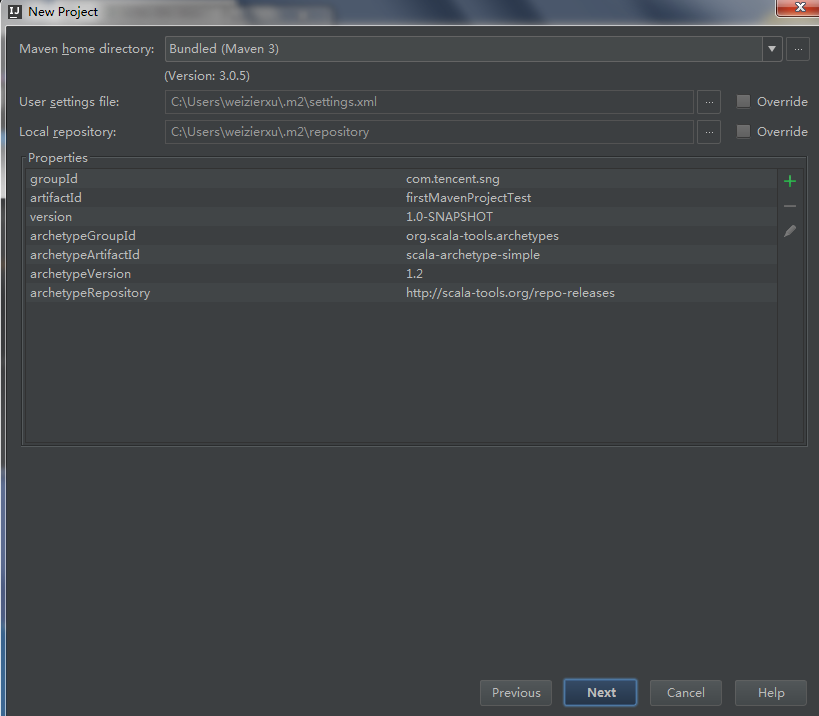 IJ New Project
Maven home directory: Bundled (Maven 3) ...
(Version: 3.0.5)
User settings file: C:\Users\weizierxu\.m2\settings.xml ... Override
Local repository: C:\Users\weizierxu\.m2\repository ... Override
Properties
groupId com.tencent.sng
artifactId firstMavenProjectTest
version 1.0-SNAPSHOT
archetypeGroupId org.scala-tools.archetypes
archetypeArtifactId scala-archetype-simple
archetypeVersion 1.2
archetypeRepository http://scala-tools.org/repo-releases
Previous Next Cancel Help